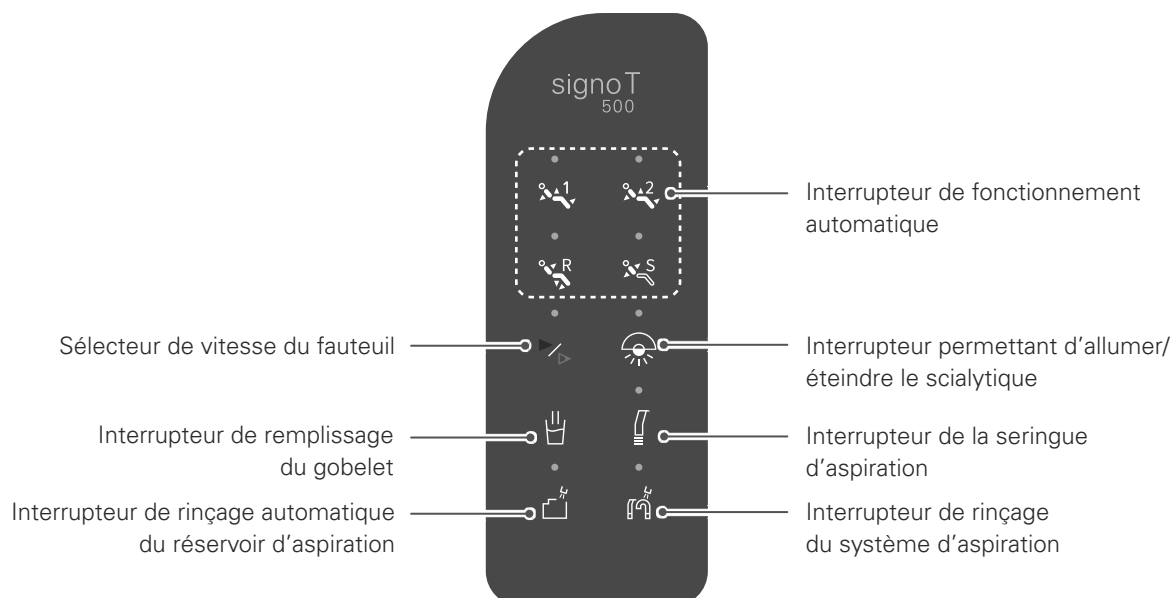 signo T
500
1
2
Interrupteur de fonctionnement
automatique
R
S
Sélecteur de vitesse du fauteuil
Interrupteur permettant d’allumer/
éteindre le scialytique
Interrupteur de remplissage
du gobelet
Interrupteur de la seringue
d’aspiration
Interrupteur de rinçage automatique
du réservoir d’aspiration
Interrupteur de rinçage
du système d’aspiration